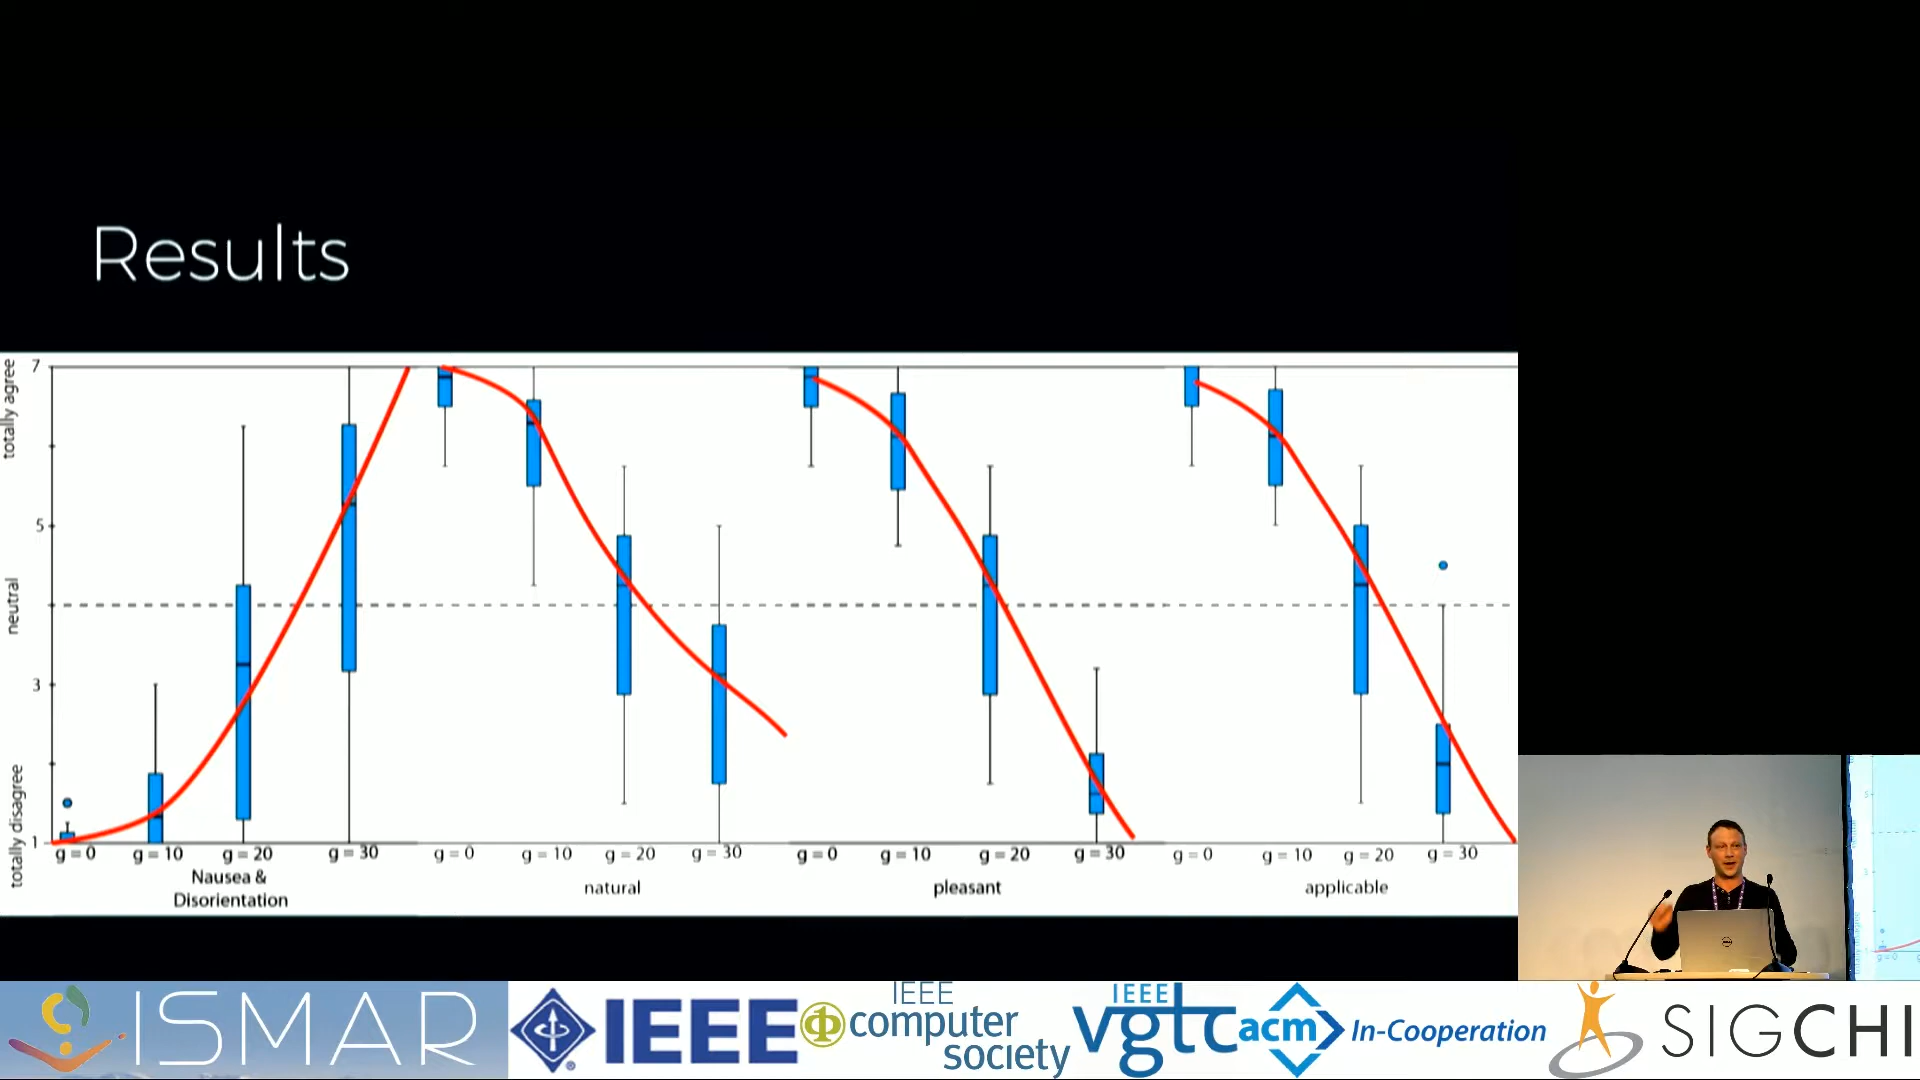 Results
totally agree
neutral
totally disagree
7
5
3
1
g = 0 g = 10 g = 20 g = 30 g = 0 g = 10 g = 20 g = 30 g = 0 g = 10 g = 20 g = 30 g = 0 g = 10 g = 20 g = 30
Nausea &
Disorientation
natural
pleasant
applicable
DELL
g = 0
ISMAR
IEEE
IEEE
computer
society
IEEE
vgtc
acm In-Cooperation
SIGCHI